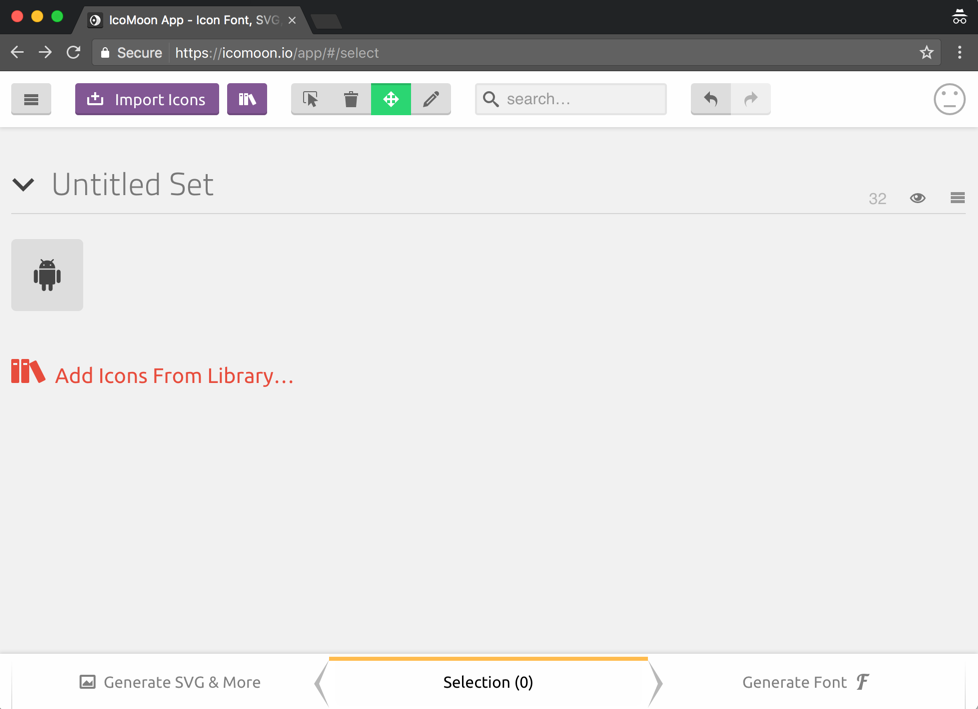 IcoMoon App - Icon Font, SVG
Secure https://icomoon.io/app/#/select
Import Icons
search...
Untitled Set
32
Add Icons From Library...
Generate SVG & More
Selection (0)
Generate Font